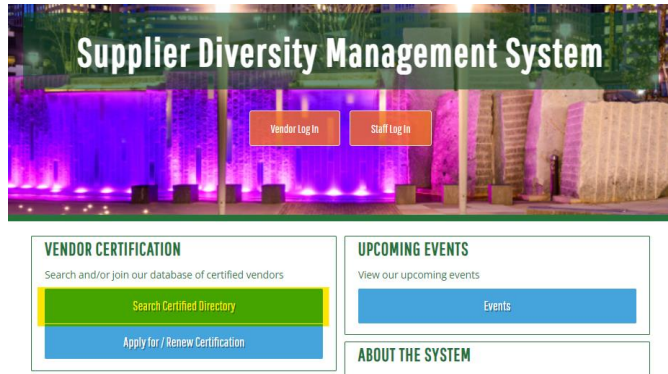 Supplier Diversity Management System
Vendor Log In
Staff Log In
VENDOR CERTIFICATION
Search and/or join our database of certified vendors
Search Certified Directory
Apply for / Renew Certification
UPCOMING EVENTS
View our upcoming events
Events
ABOUT THE SYSTEM